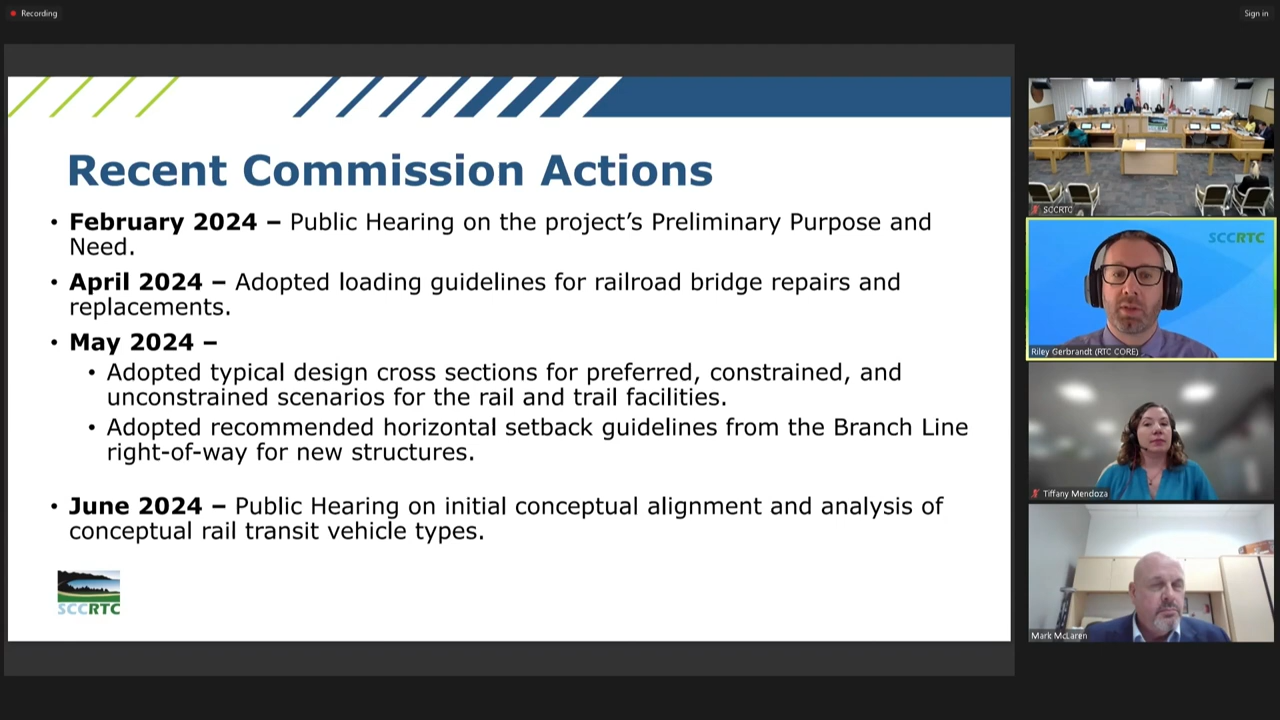 Recording
Sign in
Recent Commission Actions
• February 2024 – Public Hearing on the project’s Preliminary Purpose and
Need.
• April 2024 – Adopted loading guidelines for railroad bridge repairs and
replacements.
• May 2024 –
• Adopted typical design cross sections for preferred, constrained, and
unconstrained scenarios for the rail and trail facilities.
• Adopted recommended horizontal setback guidelines from the Branch Line
right-of-way for new structures.
• June 2024 – Public Hearing on initial conceptual alignment and analysis of
conceptual rail transit vehicle types.
SCCRTC
SCCRTC
SCCRTC
Riley Gerbrandt (RTC CORE)
Tiffany Mendoza
Mark McLaren